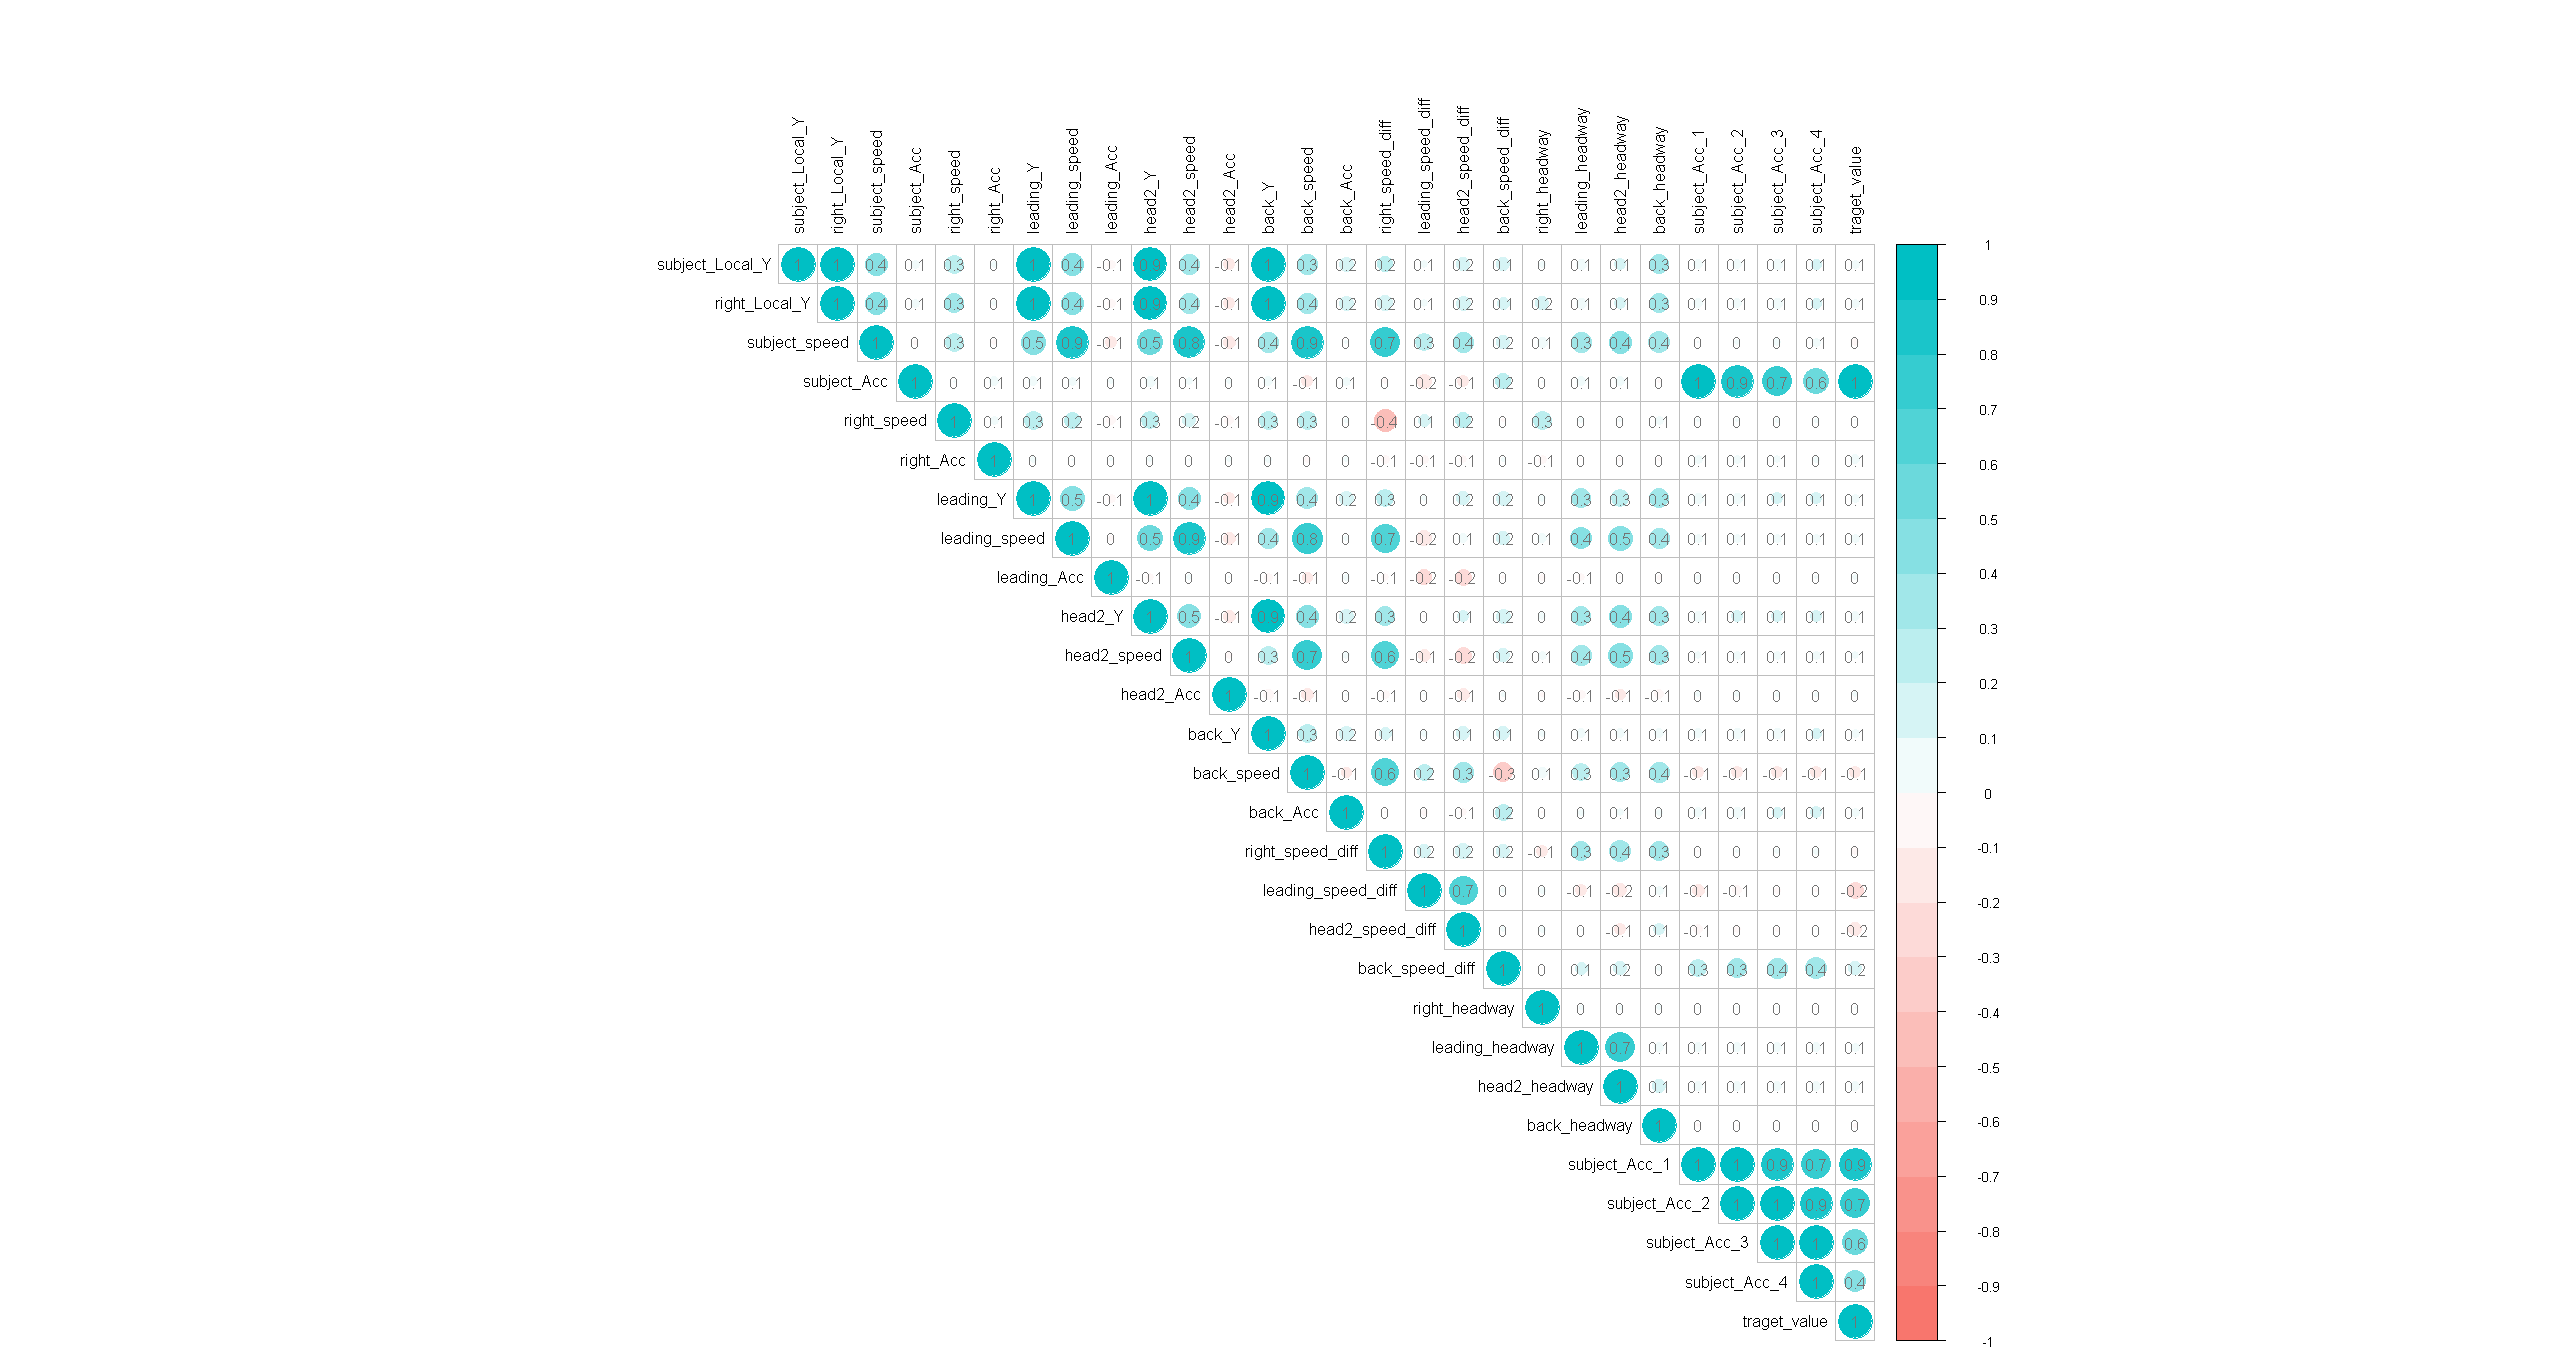 subject_Local_Y right_Local_Y subject_speed subject_Acc right_speed right_Acc leading_Y leading_speed leading_Acc head2_Y head2_speed head2_Acc back_Y back_speed back_Acc right_speed_diff leading_speed_diff head2_speed_diff back_speed_diff right_headway leading_headway head2_headway back_headway subject_Acc_1 subject_Acc_2 subject_Acc_3 subject_Acc_4 traget_value
subject_Local_Y 1 1 0.4 0.1 0.3 0 1 0.4 -0.1 0.9 0.4 -0.1 1 0.3 0.2 0.2 0.1 0.2 0.1 0 0.1 0.1 0.3 0.1 0.1 0.1 0.1 0.1
right_Local_Y 1 0.4 0.1 0.3 0 1 0.4 -0.1 0.9 0.4 -0.1 1 0.4 0.2 0.2 0.1 0.2 0.1 0.2 0.1 0.1 0.3 0.1 0.1 0.1 0.1 0.1
subject_speed 1 0 0.3 0 0.5 0.9 -0.1 0.5 0.8 -0.1 0.4 0.9 0 0.7 0.3 0.4 0.2 0.1 0.3 0.4 0.4 0 0 0 0.1 0
subject_Acc 1 0 0.1 0.1 0.1 0 0.1 0.1 0 0.1 -0.1 0.1 0 -0.2 -0.1 0.2 0 0.1 0.1 0 1 0.9 0.7 0.6 1
right_speed 1 0.1 0.3 0.2 -0.1 0.3 0.2 -0.1 0.3 0.3 0 -0.4 0.1 0.2 0 0.3 0 0 0.1 0 0 0 0 0
right_Acc 1 0 0 0 0 0 0 0 0 0 -0.1 -0.1 -0.1 0 -0.1 0 0 0 0.1 0.1 0.1 0 0.1
leading_Y 1 0.5 -0.1 1 0.4 -0.1 0.9 0.4 0.2 0.3 0 0.2 0.2 0 0.3 0.3 0.3 0.1 0.1 0.1 0.1 0.1
leading_speed 1 0 0.5 0.9 -0.1 0.4 0.8 0 0.7 -0.2 0.1 0.2 0.1 0.4 0.5 0.4 0.1 0.1 0.1 0.1 0.1
leading_Acc 1 -0.1 0 0 -0.1 -0.1 0 -0.1 -0.2 -0.2 0 0 -0.1 0 0 0 0 0 0 0
head2_Y 1 0.5 -0.1 0.9 0.4 0.2 0.3 0 0.1 0.2 0 0.3 0.4 0.3 0.1 0.1 0.1 0.1 0.1
head2_speed 1 0 0.3 0.7 0 0.6 -0.1 -0.2 0.2 0.1 0.4 0.5 0.3 0.1 0.1 0.1 0.1 0.1
head2_Acc 1 -0.1 -0.1 0 -0.1 0 -0.1 0 0 -0.1 -0.1 -0.1 0 0 0 0 0
back_Y 1 0.3 0.2 0.1 0 0.1 0.1 0 0.1 0.1 0.1 0.1 0.1 0.1 0.1 0.1
back_speed 1 -0.1 0.6 0.2 0.3 -0.3 0.1 0.3 0.3 0.4 -0.1 -0.1 -0.1 -0.1 -0.1
back_Acc 1 0 0 -0.1 0.2 0 0 0.1 0 0.1 0.1 0.1 0.1 0.1
right_speed_diff 1 0.2 0.2 0.2 -0.1 0.3 0.4 0.3 0 0 0 0 0
leading_speed_diff 1 0.7 0 0 -0.1 -0.2 0.1 -0.1 -0.1 0 0 -0.2
head2_speed_diff 1 0 0 0 -0.1 0.1 -0.1 0 0 0 -0.2
back_speed_diff 1 0 0.1 0.2 0 0.3 0.3 0.4 0.4 0.2
right_headway 1 0 0 0 0 0 0 0 0
leading_headway 1 0.7 0.1 0.1 0.1 0.1 0.1 0.1
head2_headway 1 0.1 0.1 0.1 0.1 0.1 0.1
back_headway 1 0 0 0 0 0
subject_Acc_1 1 1 0.9 0.7 0.9
subject_Acc_2 1 1 0.9 0.7
subject_Acc_3 1 1 0.6
subject_Acc_4 1 0.4
traget_value 1
1
0.9
0.8
0.7
0.6
0.5
0.4
0.3
0.2
0.1
0
-0.1
-0.2
-0.3
-0.4
-0.5
-0.6
-0.7
-0.8
-0.9
-1